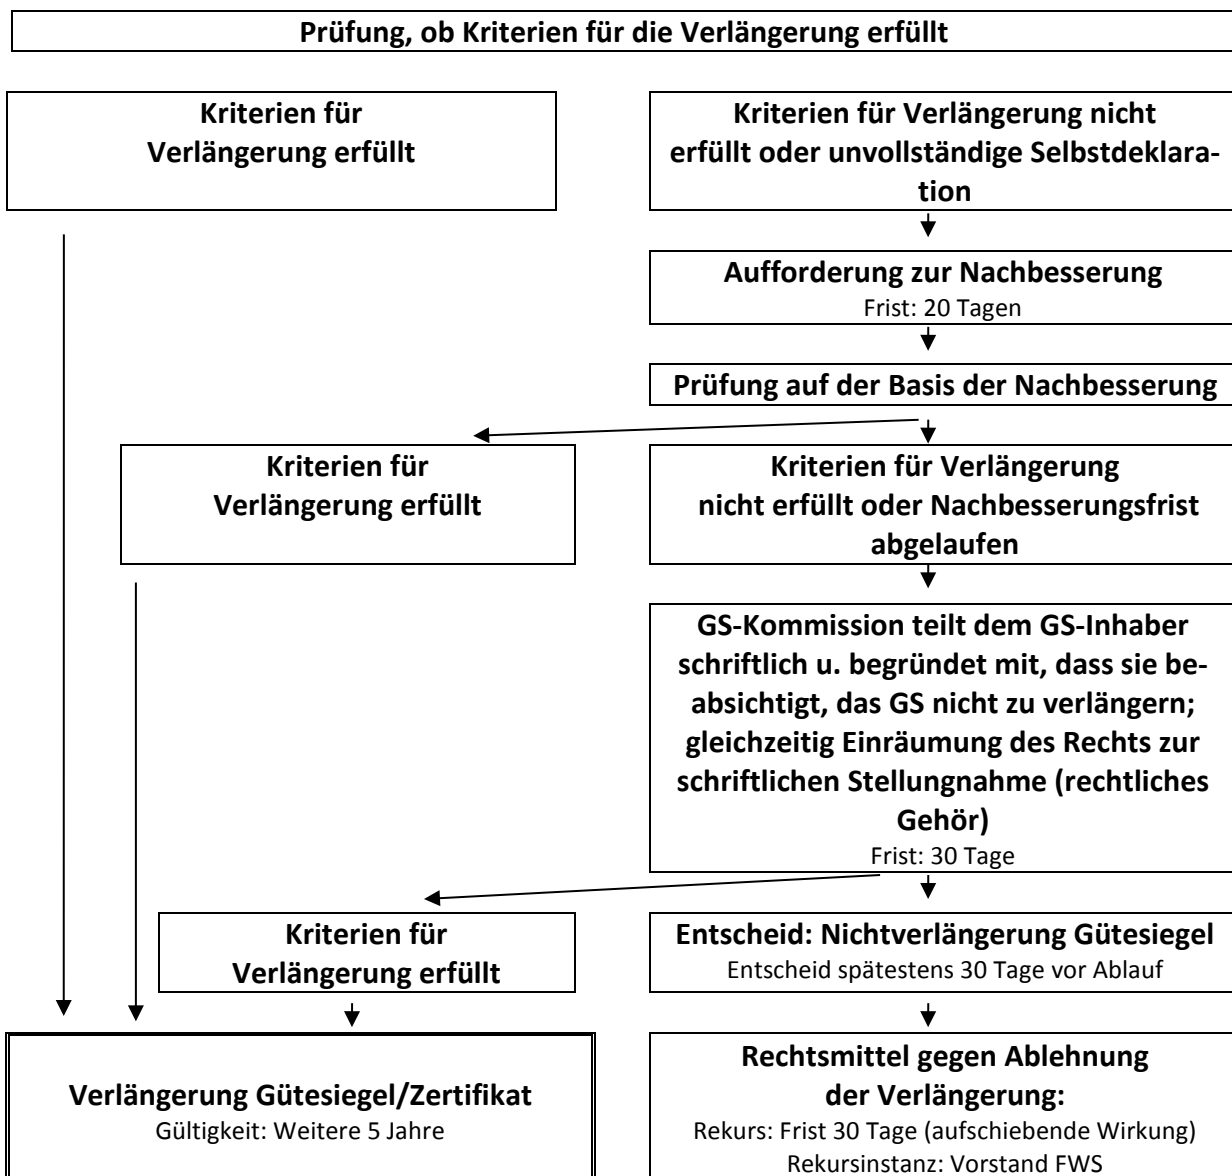 Prüfung, ob Kriterien für die Verlängerung erfüllt
Kriterien für
Verlängerung erfüllt
Kriterien für Verlängerung nicht
erfüllt oder unvollständige Selbstdeklara-
tion
Aufforderung zur Nachbesserung
Frist: 20 Tagen
Prüfung auf der Basis der Nachbesserung
Kriterien für
Verlängerung erfüllt
Kriterien für Verlängerung
nicht erfüllt oder Nachbesserungsfrist
abgelaufen
GS-Kommission teilt dem GS-Inhaber
schriftlich u. begründet mit, dass sie be-
absichtigt, das GS nicht zu verlängern;
gleichzeitig Einräumung des Rechts zur
schriftlichen Stellungnahme (rechtliches
Gehör)
Frist: 30 Tage
Kriterien für
Verlängerung erfüllt
Entscheid: Nichtverlängerung Gütesiegel
Entscheid spätestens 30 Tage vor Ablauf
Verlängerung Gütesiegel/Zertifikat
Gültigkeit: Weitere 5 Jahre
Rechtsmittel gegen Ablehnung
der Verlängerung:
Rekurs: Frist 30 Tage (aufschiebende Wirkung)
Rekursinstanz: Vorstand FWS